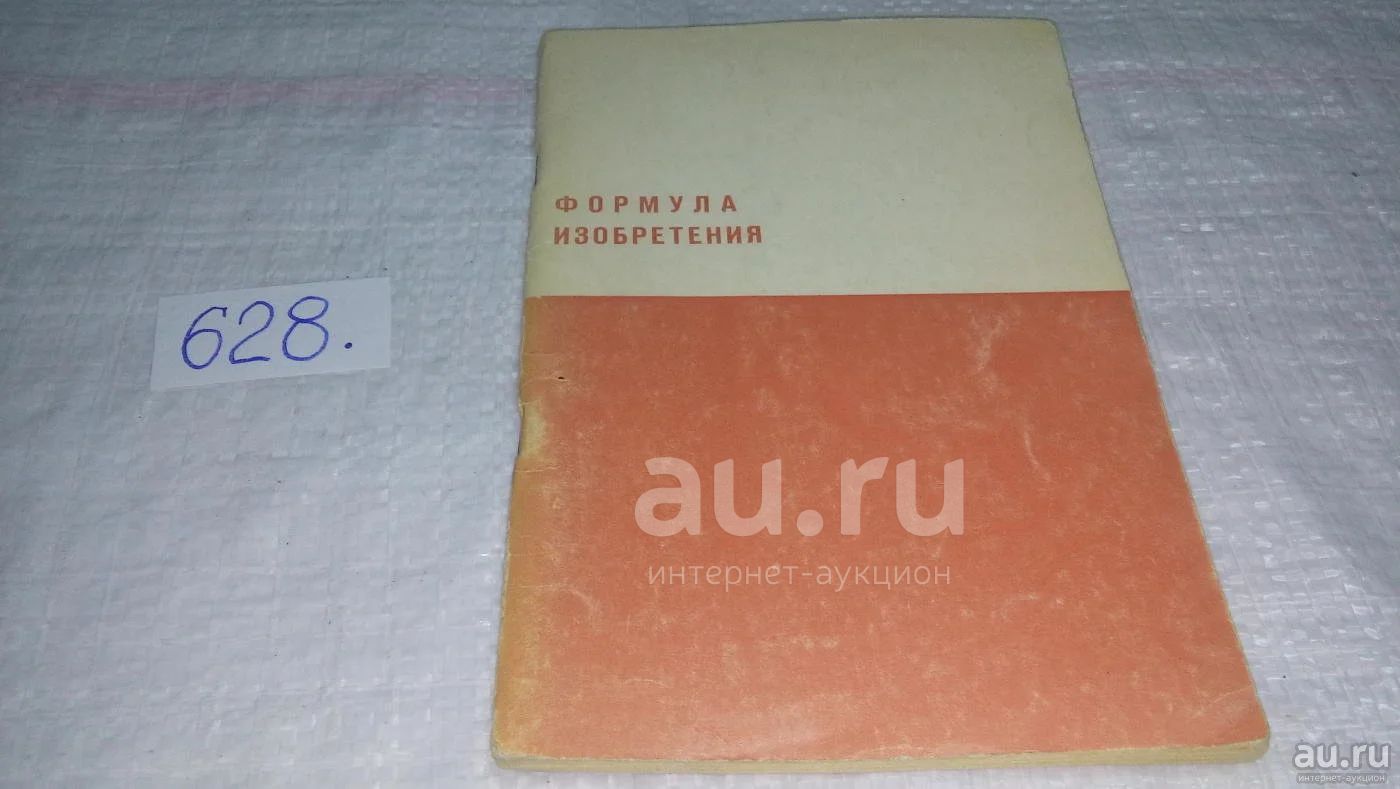 ФОРМУЛА
ИЗОБРЕТЕНИЯ
628.
au.ru
интернет-аукцион
au.ru
интернет-аукцион